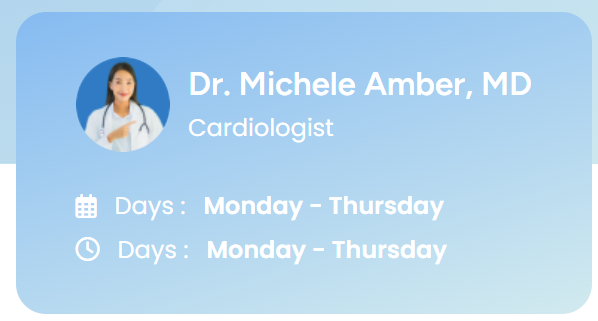 Dr. Michele Amber, MD
Cardiologist
Days : Monday - Thursday
Days : Monday - Thursday